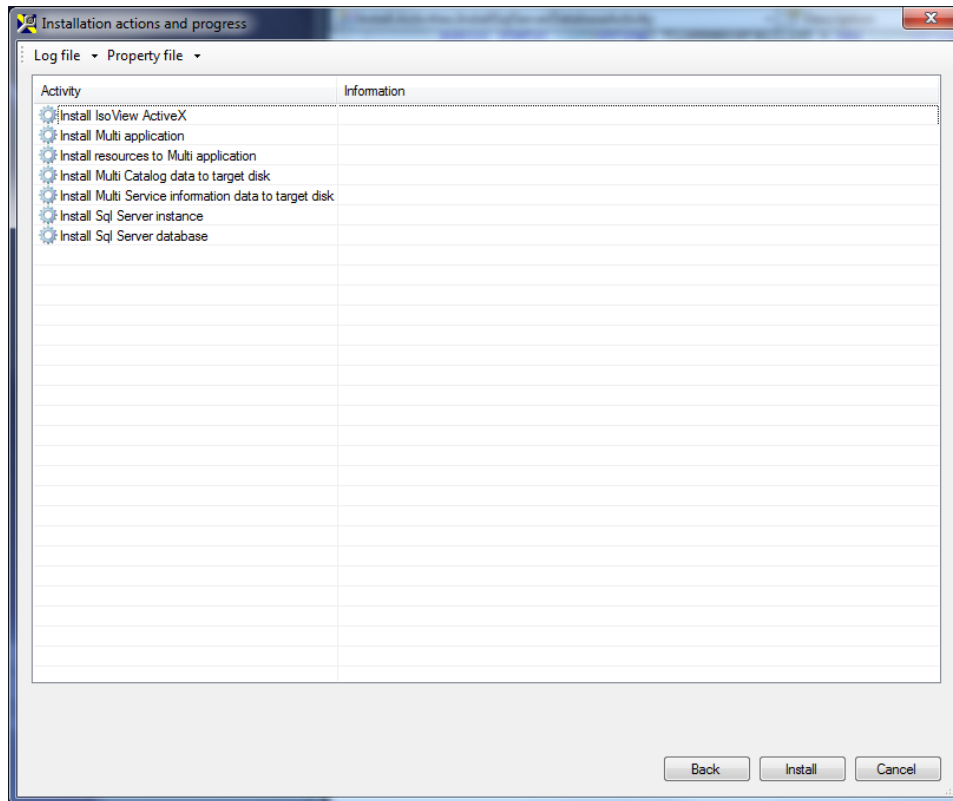 Installation actions and progress
Log file Property file
Activity Information
Install IsoView ActiveX
Install Multi application
Install resources to Multi application
Install Multi Catalog data to target disk
Install Multi Service information data to target disk
Install Sql Server instance
Install Sql Server database
Back Install Cancel